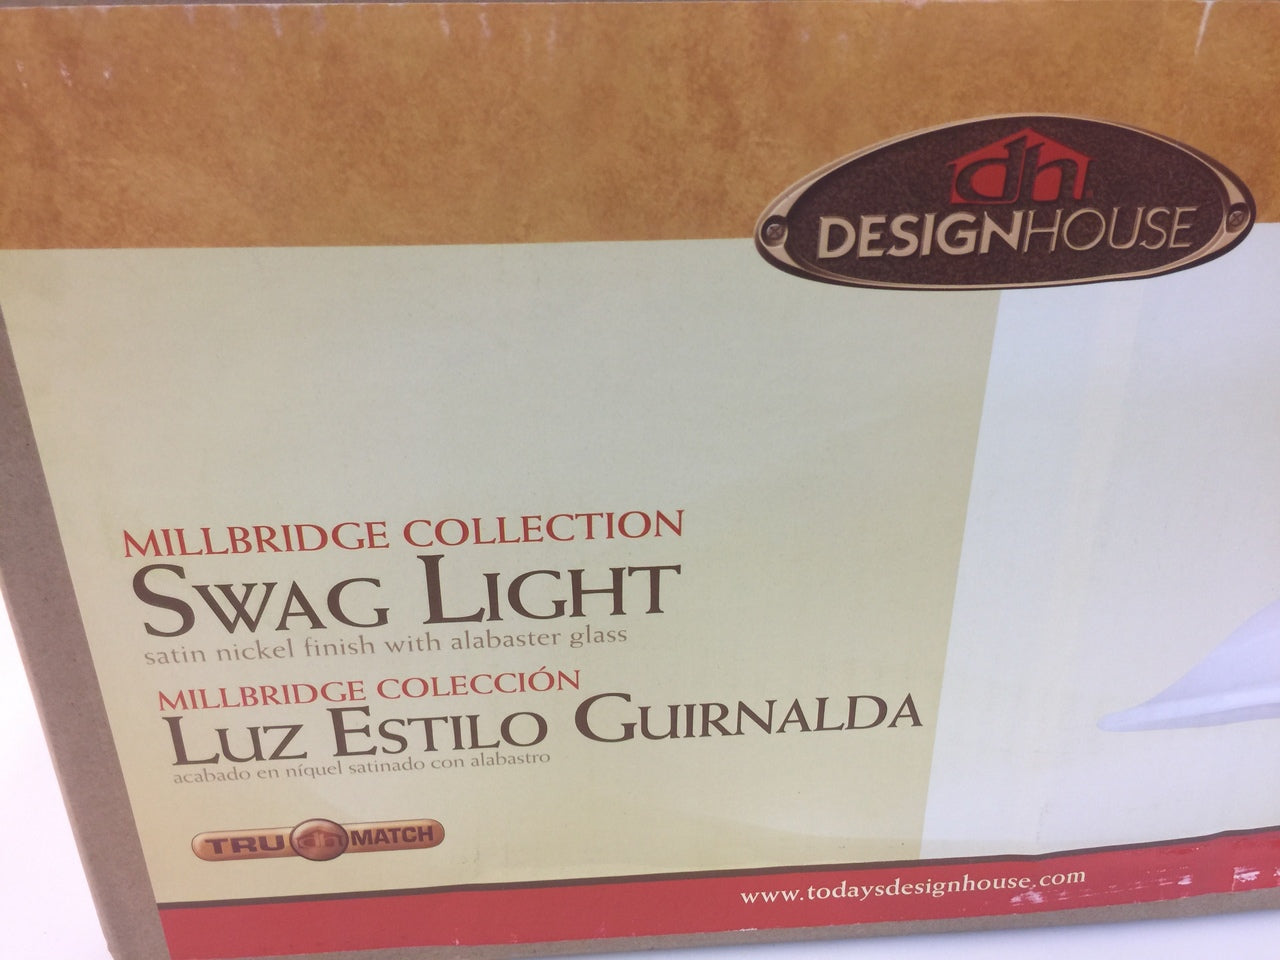 dh
DESIGNHOUSE
MILLBRIDGE COLLECTION
SWAG LIGHT
satin nickel finish with alabaster glass
MILLBRIDGE COLECCIÓN
LUZ ESTILO GUIRNALDA
acabado en níquel satinado con alabastro
TRU dh MATCH
www.todaysdesignhouse.com